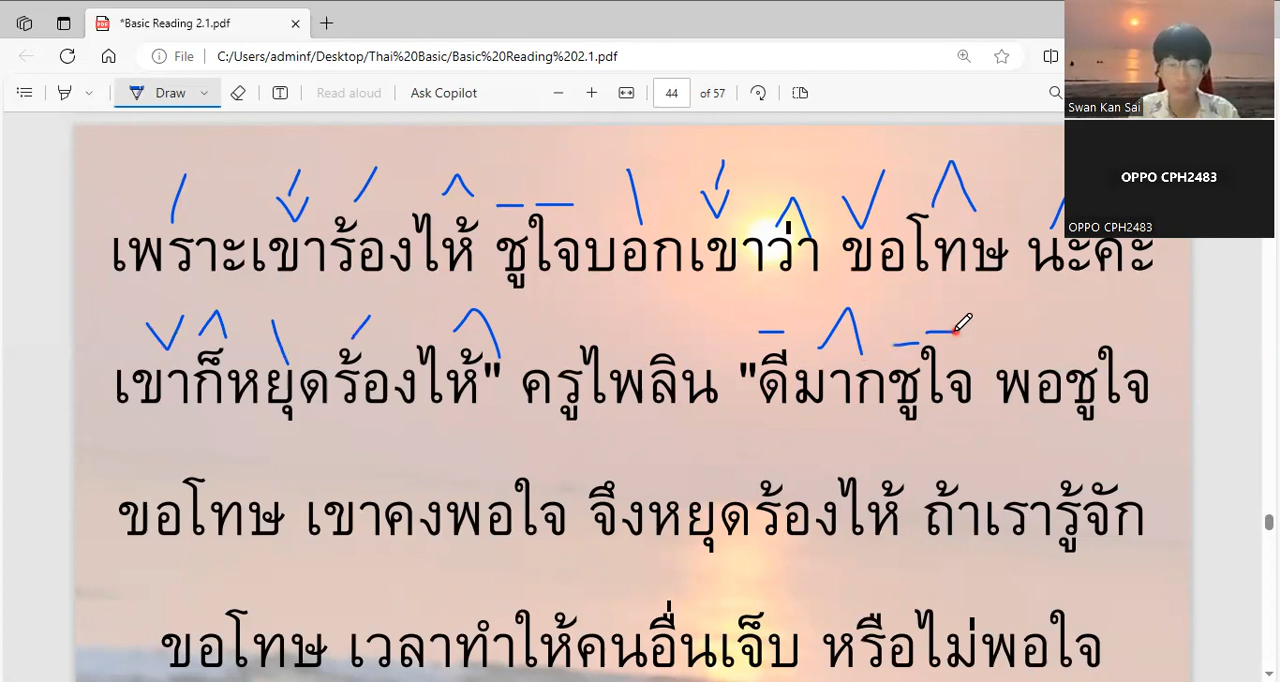 *Basic Reading 2.1.pdf
File C:/Users/adminf/Desktop/Thai%20Basic/Basic%20Reading%202.1.pdf
Draw Read aloud Ask Copilot 44 of 57
Swan Kan Sai
OPPO CPH2483
OPPO CPH2483
เพราะเขาร้องไห้ ชูใจบอกเขาว่า ขอโทษ นะคะ
เขาก็หยุดร้องไห้" ครูไพลิน "ดีมากชูใจ พอชูใจ
ขอโทษ เขาคงพอใจ จึงหยุดร้องไห้ ถ้าเรารู้จัก
ขอโทษ เวลาทำให้คนอื่นเจ็บ หรือไม่พอใจ